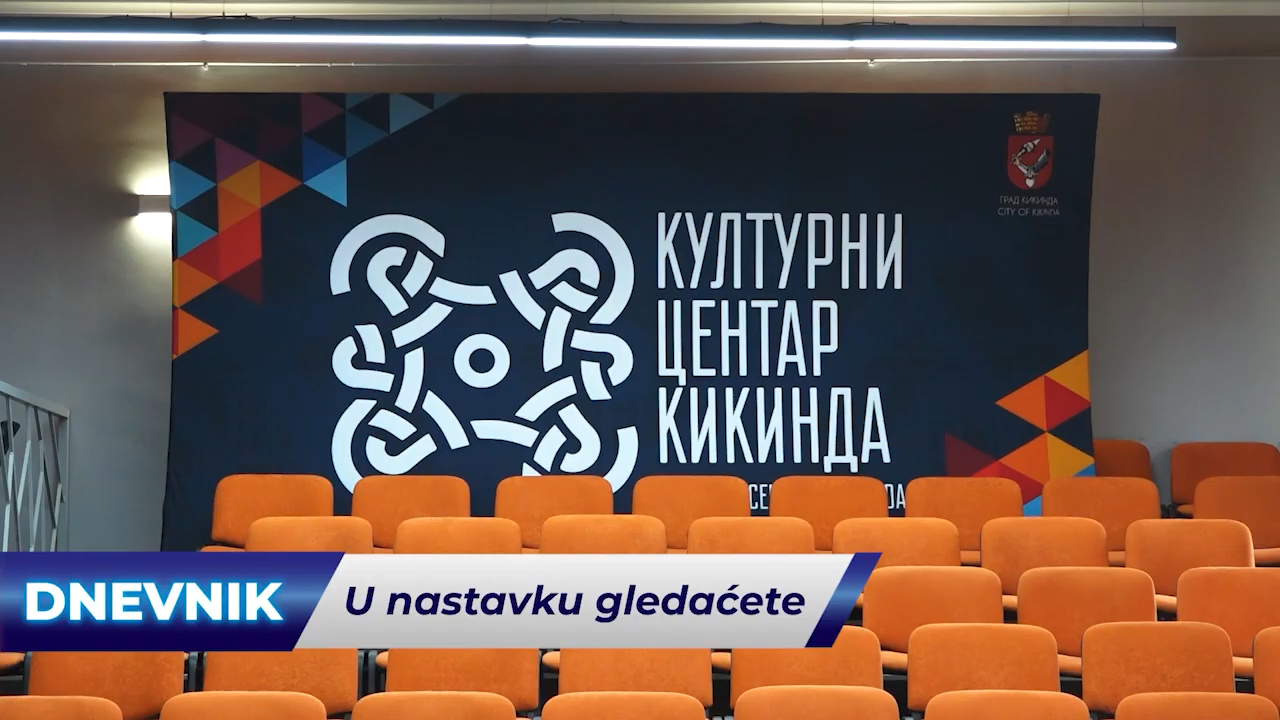 ГРАД КИКИНДА
CITY OF KIKINDA
КУЛТУРНИ
ЦЕНТАР
КИКИНДА
DNEVNIK
U nastavku gledaćete